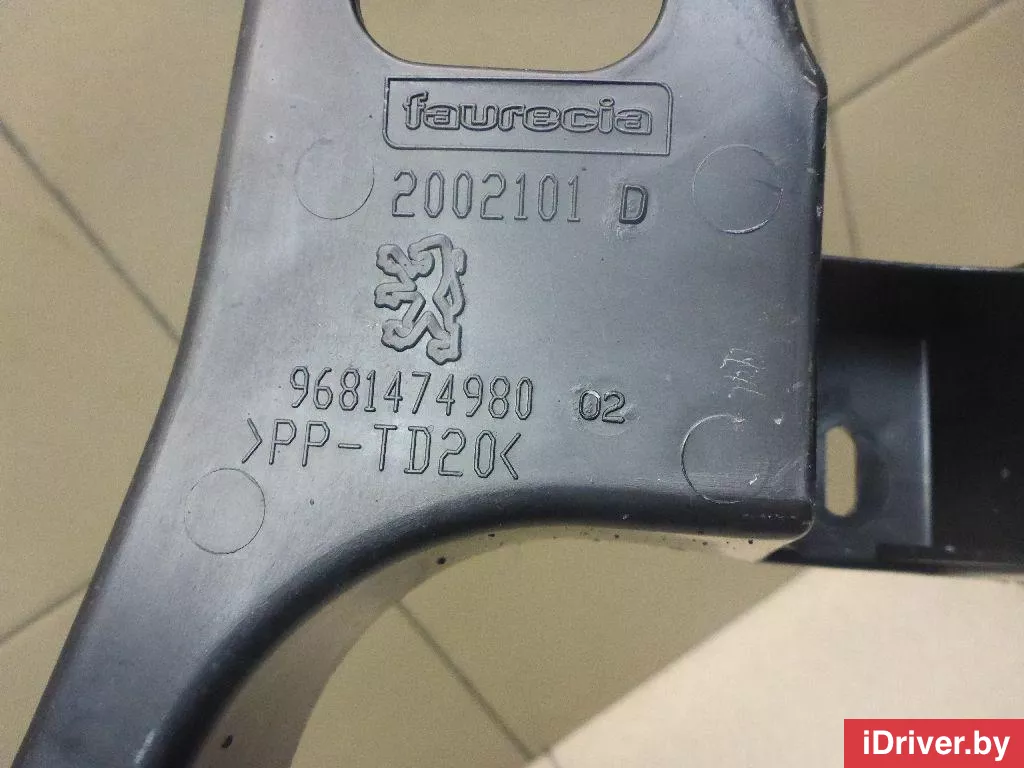 faurecia
2002101 D
9681474980 02
>PP-TD20<
iDriver.by